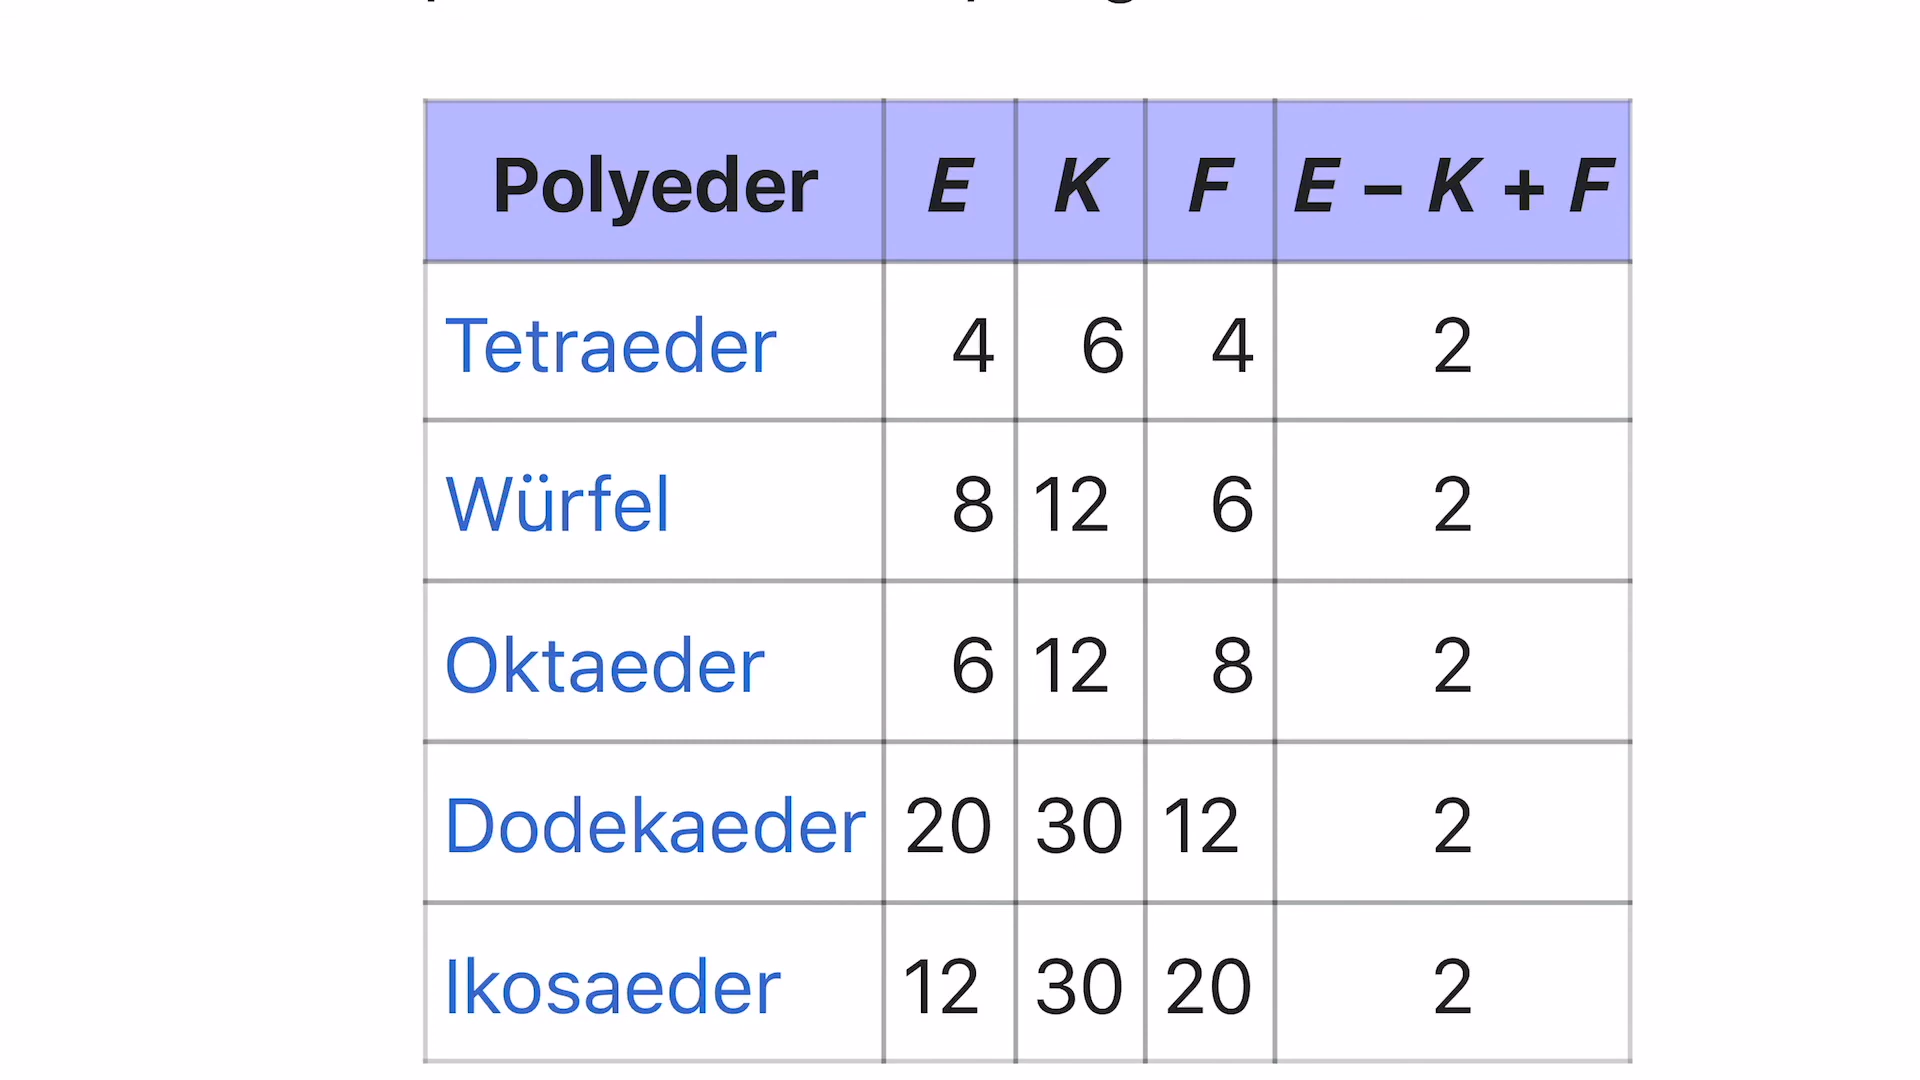 Polyeder E K F E – K + F
Tetraeder 4 6 4 2
Würfel 8 12 6 2
Oktaeder 6 12 8 2
Dodekaeder 20 30 12 2
Ikosaeder 12 30 20 2